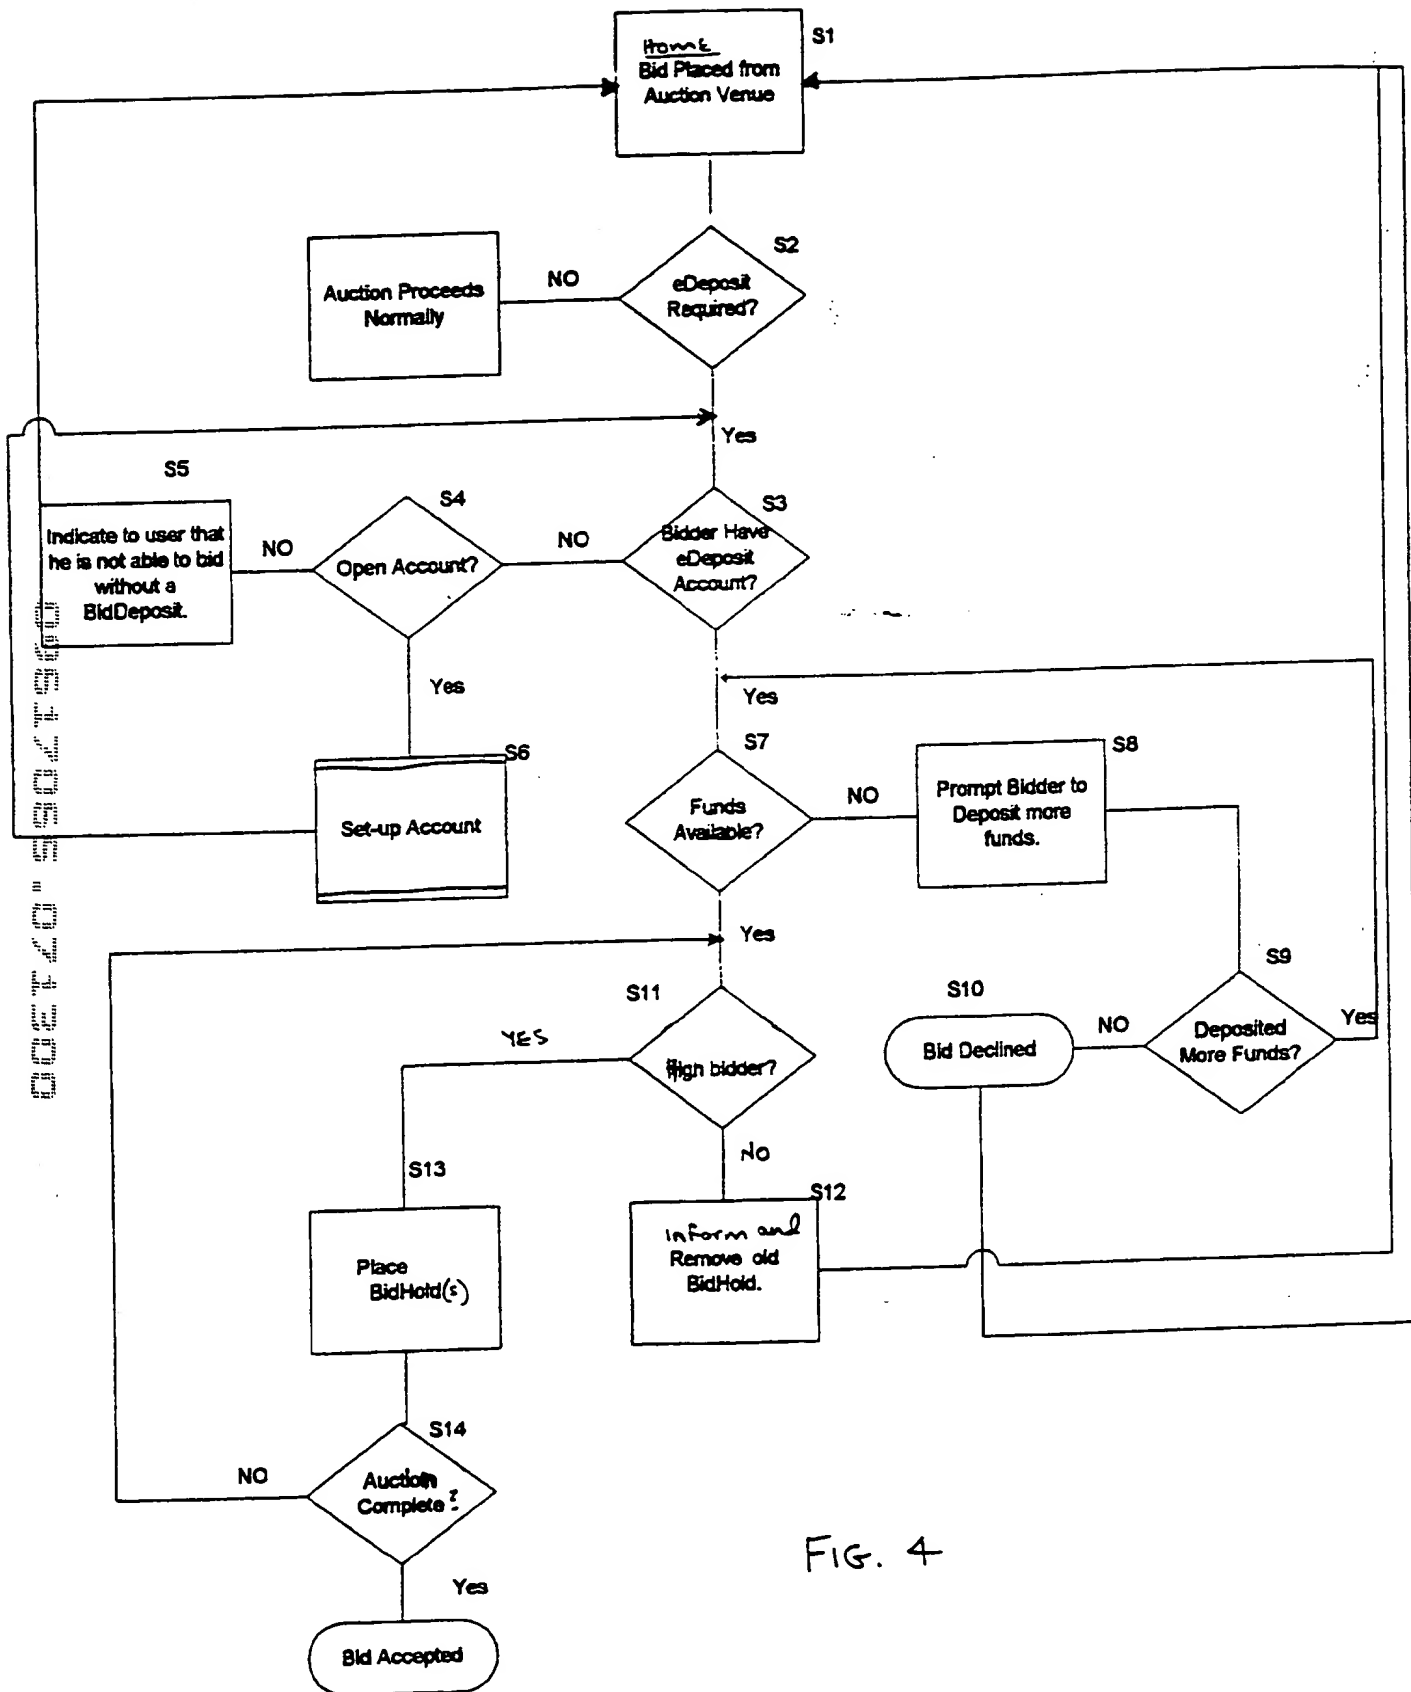 S1
Home
Bid Placed from
Auction Venue
S2
eDeposit
Required?
NO
Auction Proceeds
Normally
Yes
S5
S4
S3
Indicate to user that
he is not able to bid
without a
BidDeposit.
NO
Open Account?
NO
Bidder Have
eDeposit
Account?
Yes
Yes
S6
Set-up Account
S7
Funds
Available?
NO
S8
Prompt Bidder to
Deposit more
funds.
Yes
S9
Deposited
More Funds?
Yes
NO
S10
Bid Declined
S11
High bidder?
YES
NO
S13
Place
BidHold(s)
S12
Inform and
Remove old
BidHold.
S14
Auction
Complete?
NO
Yes
Bid Accepted
FIG. 4